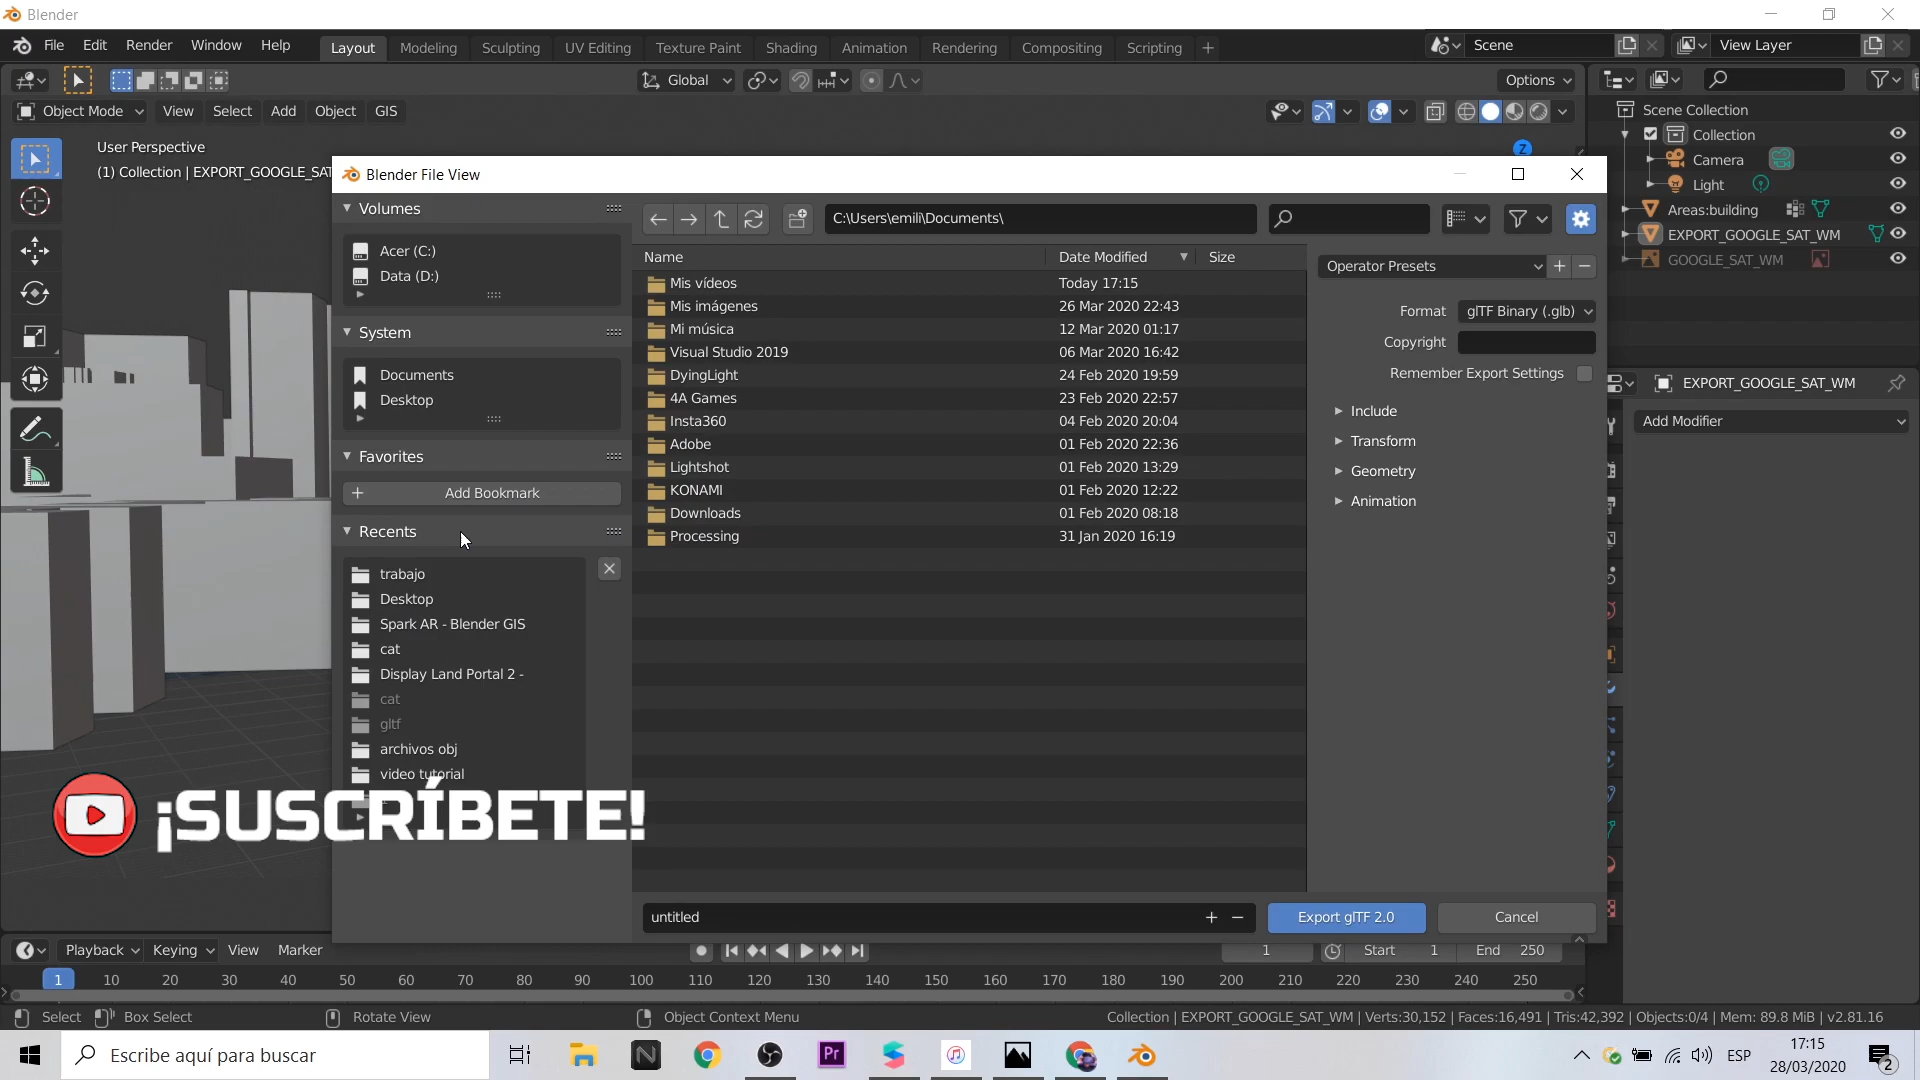 Blender
File Edit Render Window Help Layout Modeling Sculpting UV Editing Texture Paint Shading Animation Rendering Compositing Scripting + Scene View Layer
Global Options
Object Mode View Select Add Object GIS
User Perspective
(1) Collection | EXPORT_GOOGLE_SAT
Z
Scene Collection
Collection
Camera
Light
Areas:building
EXPORT_GOOGLE_SAT_WM
GOOGLE_SAT_WM
EXPORT_GOOGLE_SAT_WM
Add Modifier
Blender File View
Volumes
Acer (C:)
Data (D:)
System
Documents
Desktop
Favorites
+ Add Bookmark
Recents
trabajo
Desktop
Spark AR - Blender GIS
cat
Display Land Portal 2 -
cat
gltf
archivos obj
video tutorial
C:\Users\emili\Documents\
Name Date Modified Size
Mis vídeos Today 17:15
Mis imágenes 26 Mar 2020 22:43
Mi música 12 Mar 2020 01:17
Visual Studio 2019 06 Mar 2020 16:42
DyingLight 24 Feb 2020 19:59
4A Games 23 Feb 2020 22:57
Insta360 04 Feb 2020 20:04
Adobe 01 Feb 2020 22:36
Lightshot 01 Feb 2020 13:29
KONAMI 01 Feb 2020 12:22
Downloads 01 Feb 2020 08:18
Processing 31 Jan 2020 16:19
Operator Presets
Format glTF Binary (.glb)
Copyright
Remember Export Settings
Include
Transform
Geometry
Animation
¡SUSCRÍBETE!
untitled + − Export glTF 2.0 Cancel
Playback Keying View Marker 1 Start 1 End 250
1 10 20 30 40 50 60 70 80 90 100 110 120 130 140 150 160 170 180 190 200 210 220 230 240 250
Select Box Select Rotate View Object Context Menu Collection | EXPORT_GOOGLE_SAT_WM | Verts:30,152 | Faces:16,491 | Tris:42,392 | Objects:0/4 | Mem: 89.8 MiB | v2.81.16
Escribe aquí para buscar N Pr ESP 17:15
28/03/2020 2